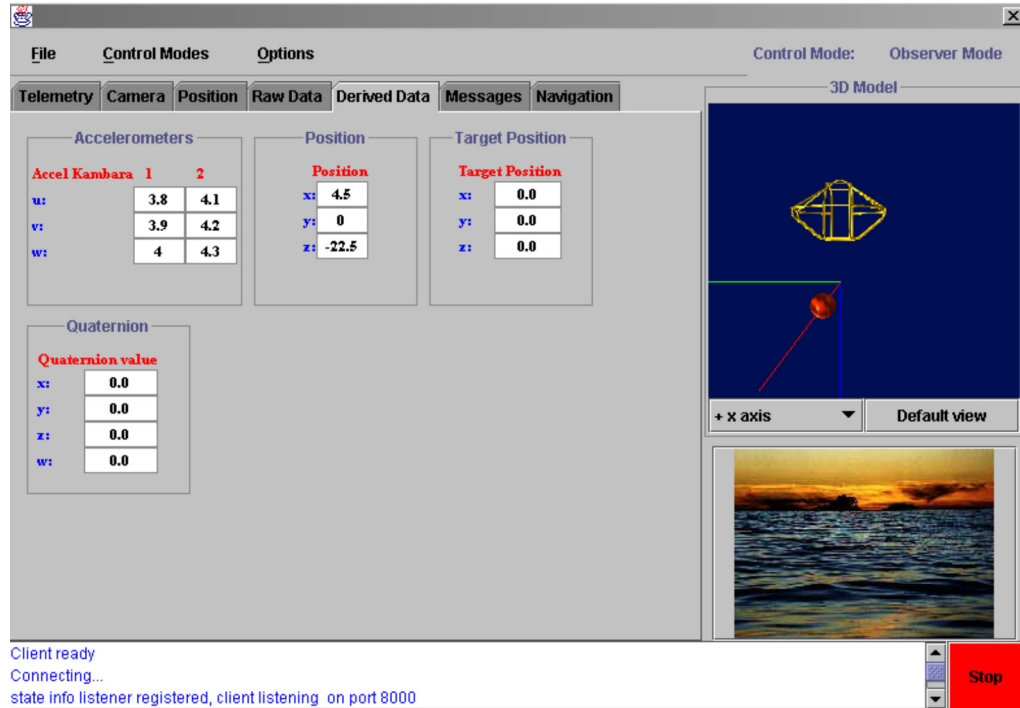 File Control Modes Options Control Mode: Observer Mode
Telemetry Camera Position Raw Data Derived Data Messages Navigation
Accelerometers
Accel Kambara 1 2
u: 3.8 4.1
v: 3.9 4.2
w: 4 4.3
Position
Position
x: 4.5
y: 0
z: -22.5
Target Position
Target Position
x: 0.0
y: 0.0
z: 0.0
Quaternion
Quaternion value
x: 0.0
y: 0.0
z: 0.0
w: 0.0
3D Model
+ x axis Default view
Client ready
Connecting...
state info listener registered, client listening on port 8000
Stop